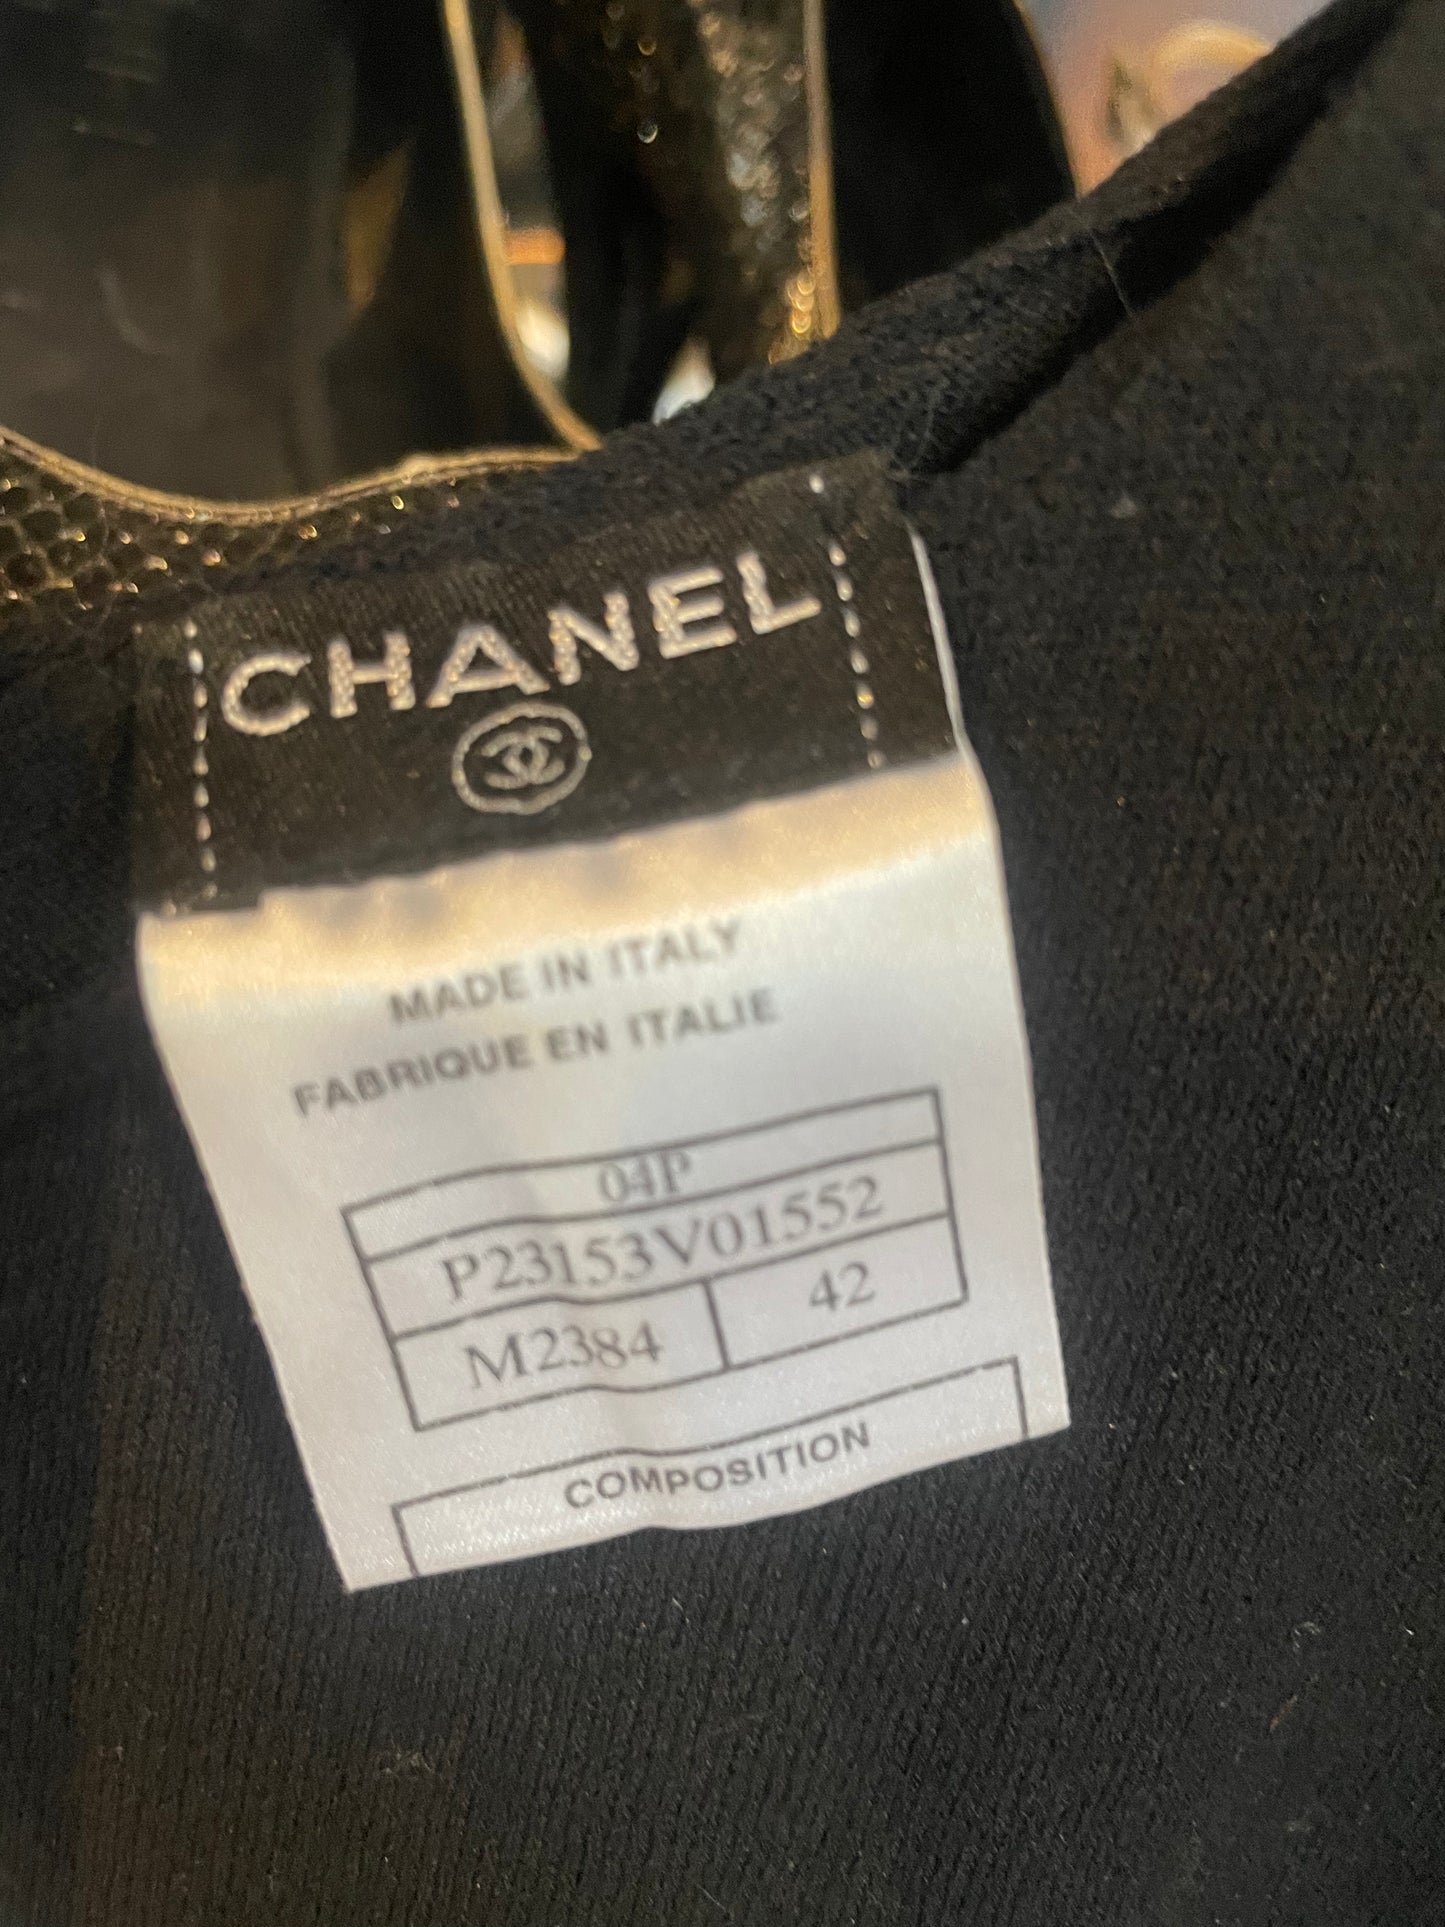 CHANEL
MADE IN ITALY
FABRIQUE EN ITALIE
04P
P23153V01552
M2384 42
COMPOSITION